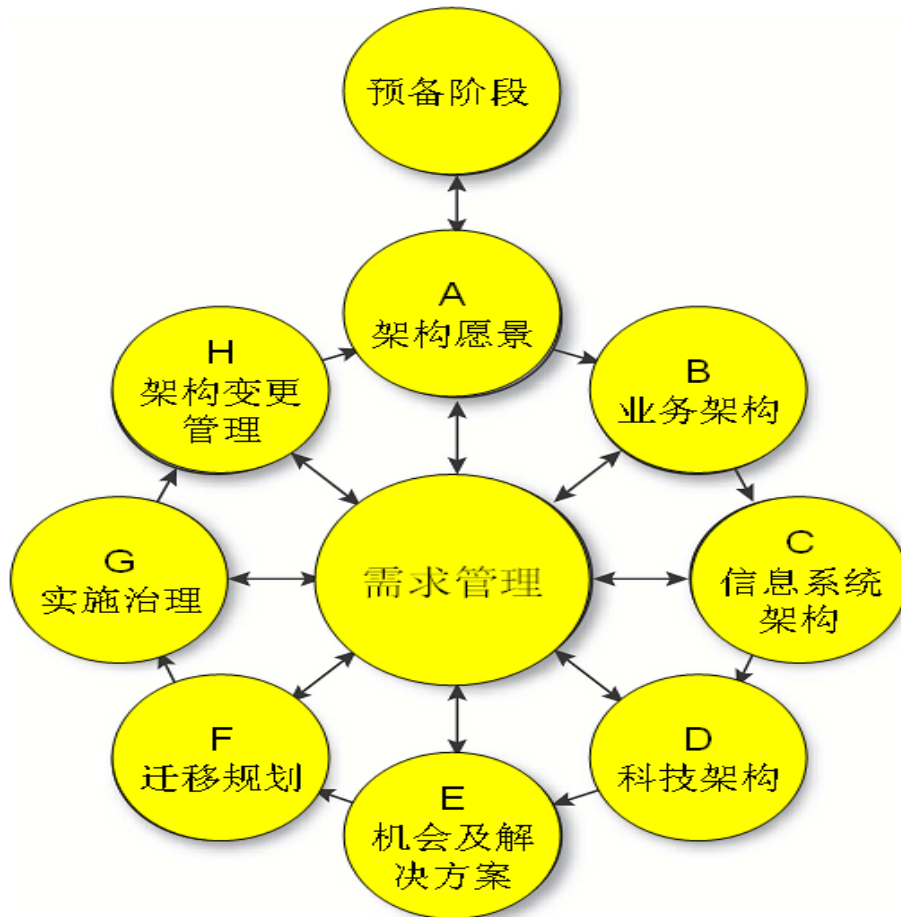 预备阶段
A
架构愿景
B
业务架构
C
信息系统
架构
D
科技架构
E
机会及解
决方案
F
迁移规划
G
实施治理
H
架构变更
管理
需求管理